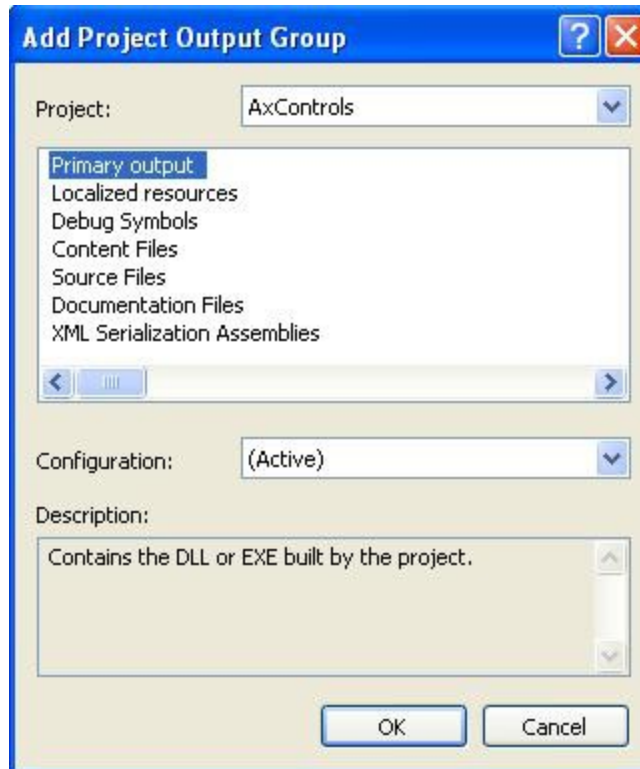 Add Project Output Group
Project:
AxControls
Primary output
Localized resources
Debug Symbols
Content Files
Source Files
Documentation Files
XML Serialization Assemblies
Configuration:
(Active)
Description:
Contains the DLL or EXE built by the project.
OK
Cancel